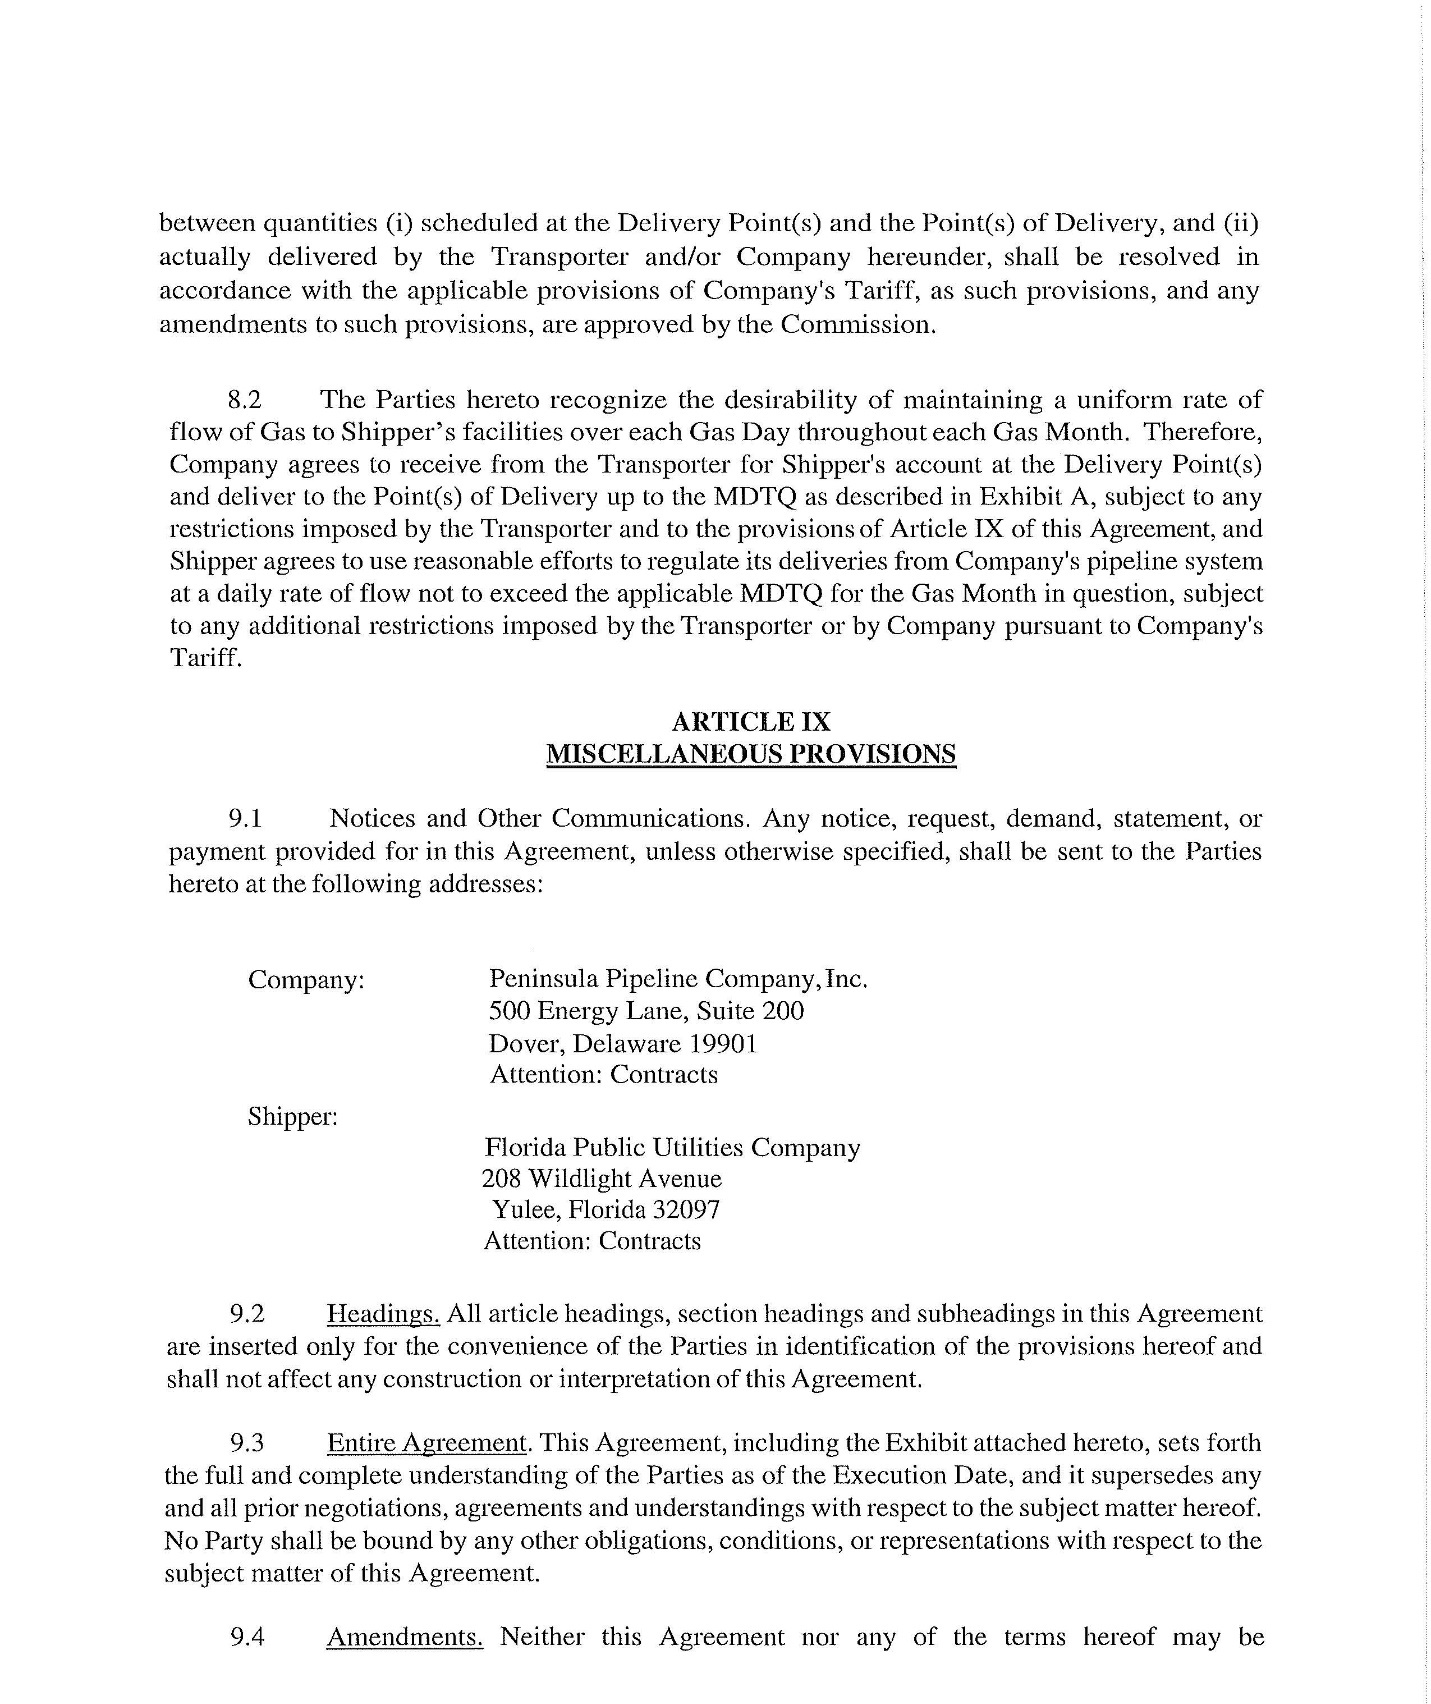 between quantities (i) scheduled at the Delivery Point(s) and the Point(s) of Delivery, and (ii)
actually delivered by the Transporter and/or Company hereunder, shall be resolved in
accordance with the applicable provisions of Company's Tariff, as such provisions, and any
amendments to such provisions, are approved by the Commission.
8.2 The Parties hereto recognize the desirability of maintaining a uniform rate of
flow of Gas to Shipper’s facilities over each Gas Day throughout each Gas Month. Therefore,
Company agrees to receive from the Transporter for Shipper's account at the Delivery Point(s)
and deliver to the Point(s) of Delivery up to the MDTQ as described in Exhibit A, subject to any
restrictions imposed by the Transporter and to the provisions of Article IX of this Agreement, and
Shipper agrees to use reasonable efforts to regulate its deliveries from Company's pipeline system
at a daily rate of flow not to exceed the applicable MDTQ for the Gas Month in question, subject
to any additional restrictions imposed by the Transporter or by Company pursuant to Company's
Tariff.
ARTICLE IX
MISCELLANEOUS PROVISIONS
9.1 Notices and Other Communications. Any notice, request, demand, statement, or
payment provided for in this Agreement, unless otherwise specified, shall be sent to the Parties
hereto at the following addresses:
Company: Peninsula Pipeline Company, Inc.
500 Energy Lane, Suite 200
Dover, Delaware 19901
Attention: Contracts
Shipper:
Florida Public Utilities Company
208 Wildlight Avenue
Yulee, Florida 32097
Attention: Contracts
9.2 Headings. All article headings, section headings and subheadings in this Agreement
are inserted only for the convenience of the Parties in identification of the provisions hereof and
shall not affect any construction or interpretation of this Agreement.
9.3 Entire Agreement. This Agreement, including the Exhibit attached hereto, sets forth
the full and complete understanding of the Parties as of the Execution Date, and it supersedes any
and all prior negotiations, agreements and understandings with respect to the subject matter hereof.
No Party shall be bound by any other obligations, conditions, or representations with respect to the
subject matter of this Agreement.
9.4 Amendments. Neither this Agreement nor any of the terms hereof may be